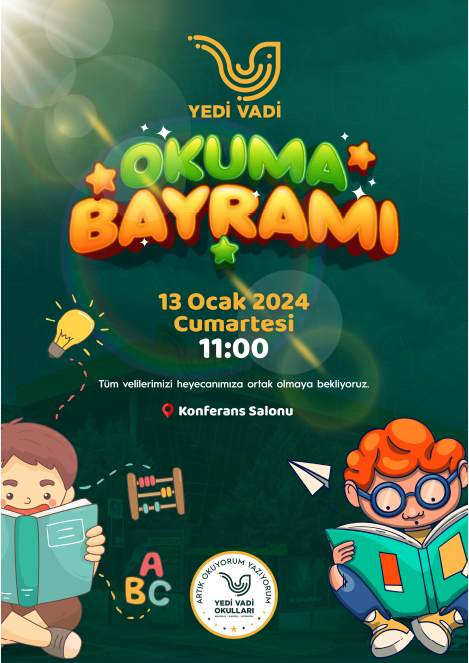 YEDİ VADİ
OKUMA
BAYRAMI
13 Ocak 2024
Cumartesi
11:00
Tüm velilerimizi heyecanımıza ortak olmaya bekliyoruz.
Konferans Salonu
A
B C
ARTIK OKUYORUM YAZIYORUM
YEDİ VADİ
OKULLARI